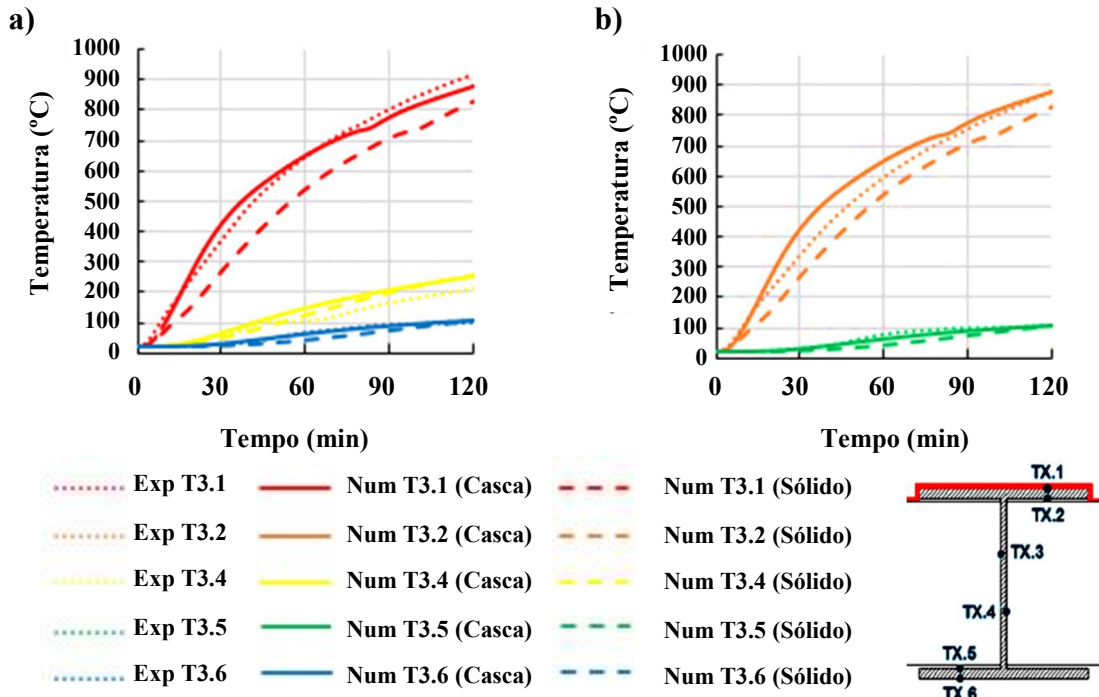 a)
Temperatura (ºC)
1000
900
800
700
600
500
400
300
200
100
0
0 30 60 90 120
Tempo (min)
b)
Temperatura (ºC)
1000
900
800
700
600
500
400
300
200
100
0
0 30 60 90 120
Tempo (min)
Exp T3.1 Num T3.1 (Casca) Num T3.1 (Sólido)
Exp T3.2 Num T3.2 (Casca) Num T3.2 (Sólido)
Exp T3.4 Num T3.4 (Casca) Num T3.4 (Sólido)
Exp T3.5 Num T3.5 (Casca) Num T3.5 (Sólido)
Exp T3.6 Num T3.6 (Casca) Num T3.6 (Sólido)
TX.1
TX.2
TX.3
TX.4
TX.5
TX.6